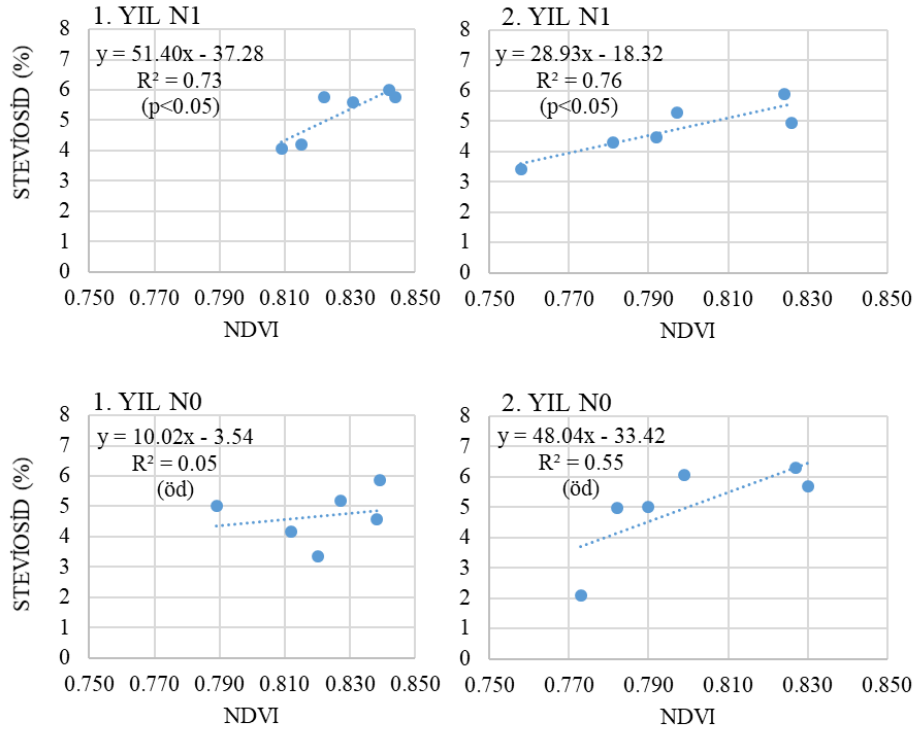 1. YIL N1
y = 51.40x - 37.28
R² = 0.73
(p<0.05)
STEVİOSİD (%)
8
7
6
5
4
3
2
1
0
0.750 0.770 0.790 0.810 0.830 0.850
NDVI
2. YIL N1
y = 28.93x - 18.32
R² = 0.76
(p<0.05)
8
7
6
5
4
3
2
1
0
0.750 0.770 0.790 0.810 0.830 0.850
NDVI
1. YIL N0
y = 10.02x - 3.54
R² = 0.05
(öd)
STEVİOSİD (%)
8
7
6
5
4
3
2
1
0
0.750 0.770 0.790 0.810 0.830 0.850
NDVI
2. YIL N0
y = 48.04x - 33.42
R² = 0.55
(öd)
8
7
6
5
4
3
2
1
0
0.750 0.770 0.790 0.810 0.830 0.850
NDVI